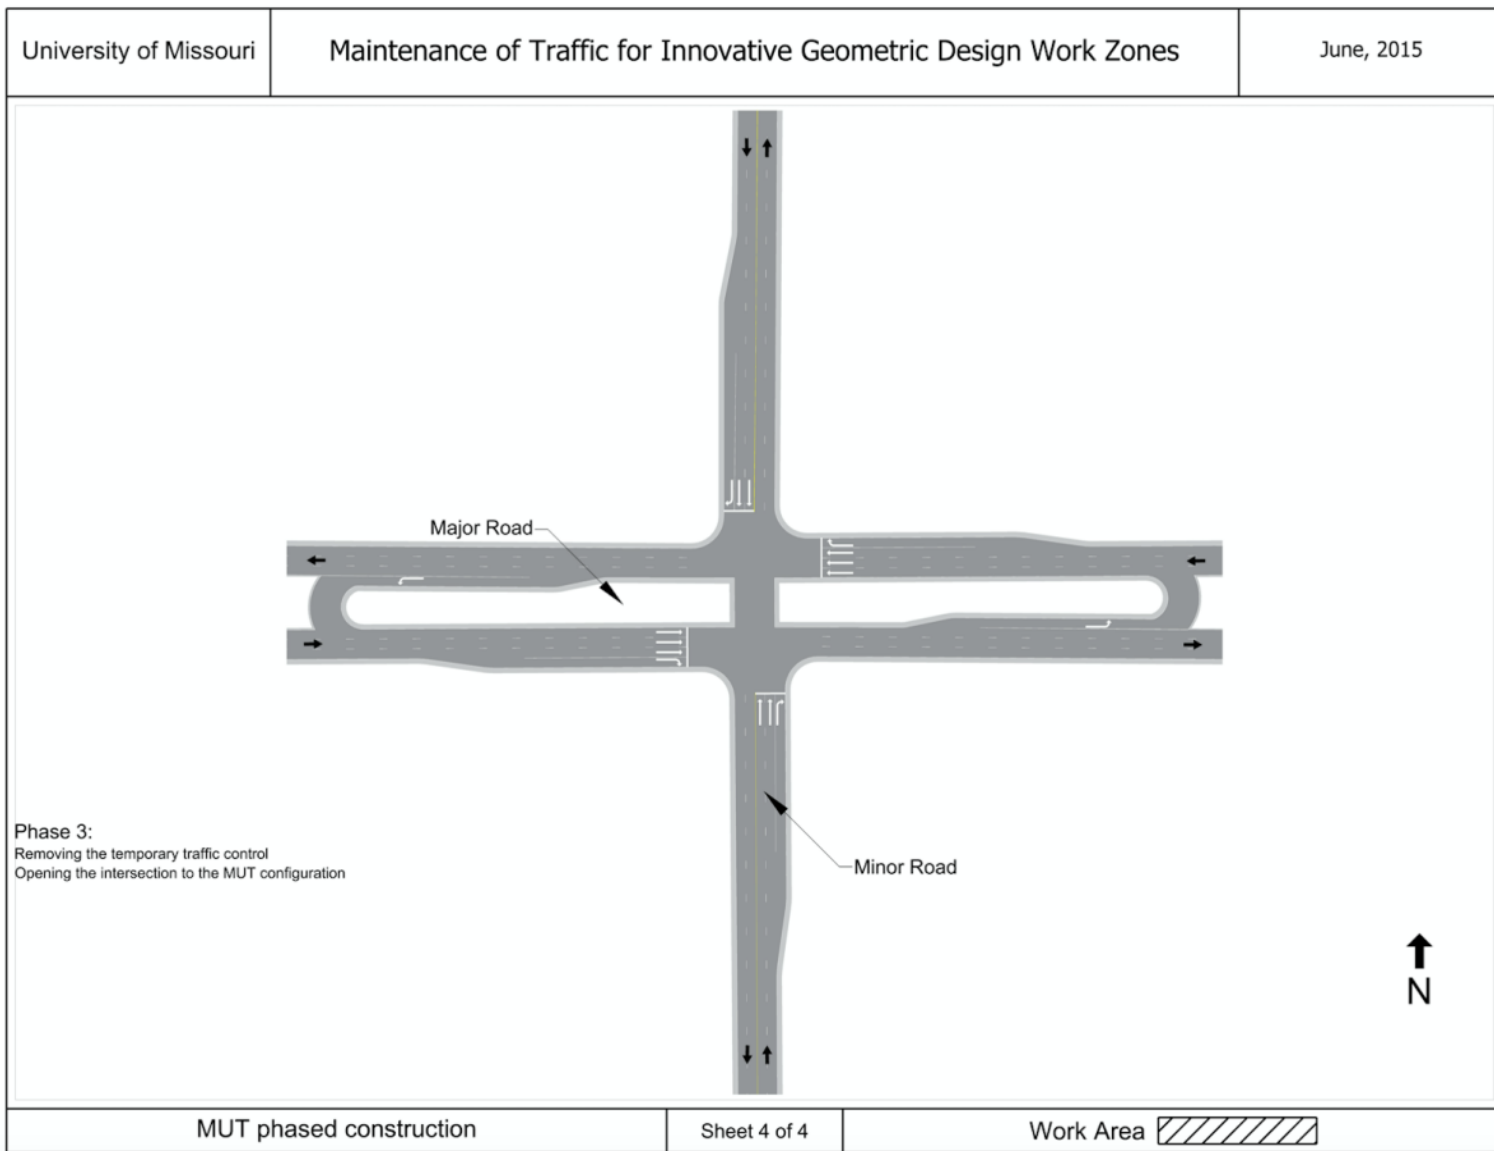 University of Missouri
Maintenance of Traffic for Innovative Geometric Design Work Zones
June, 2015
Major Road
Phase 3:
Removing the temporary traffic control
Opening the intersection to the MUT configuration
Minor Road
N
MUT phased construction
Sheet 4 of 4
Work Area